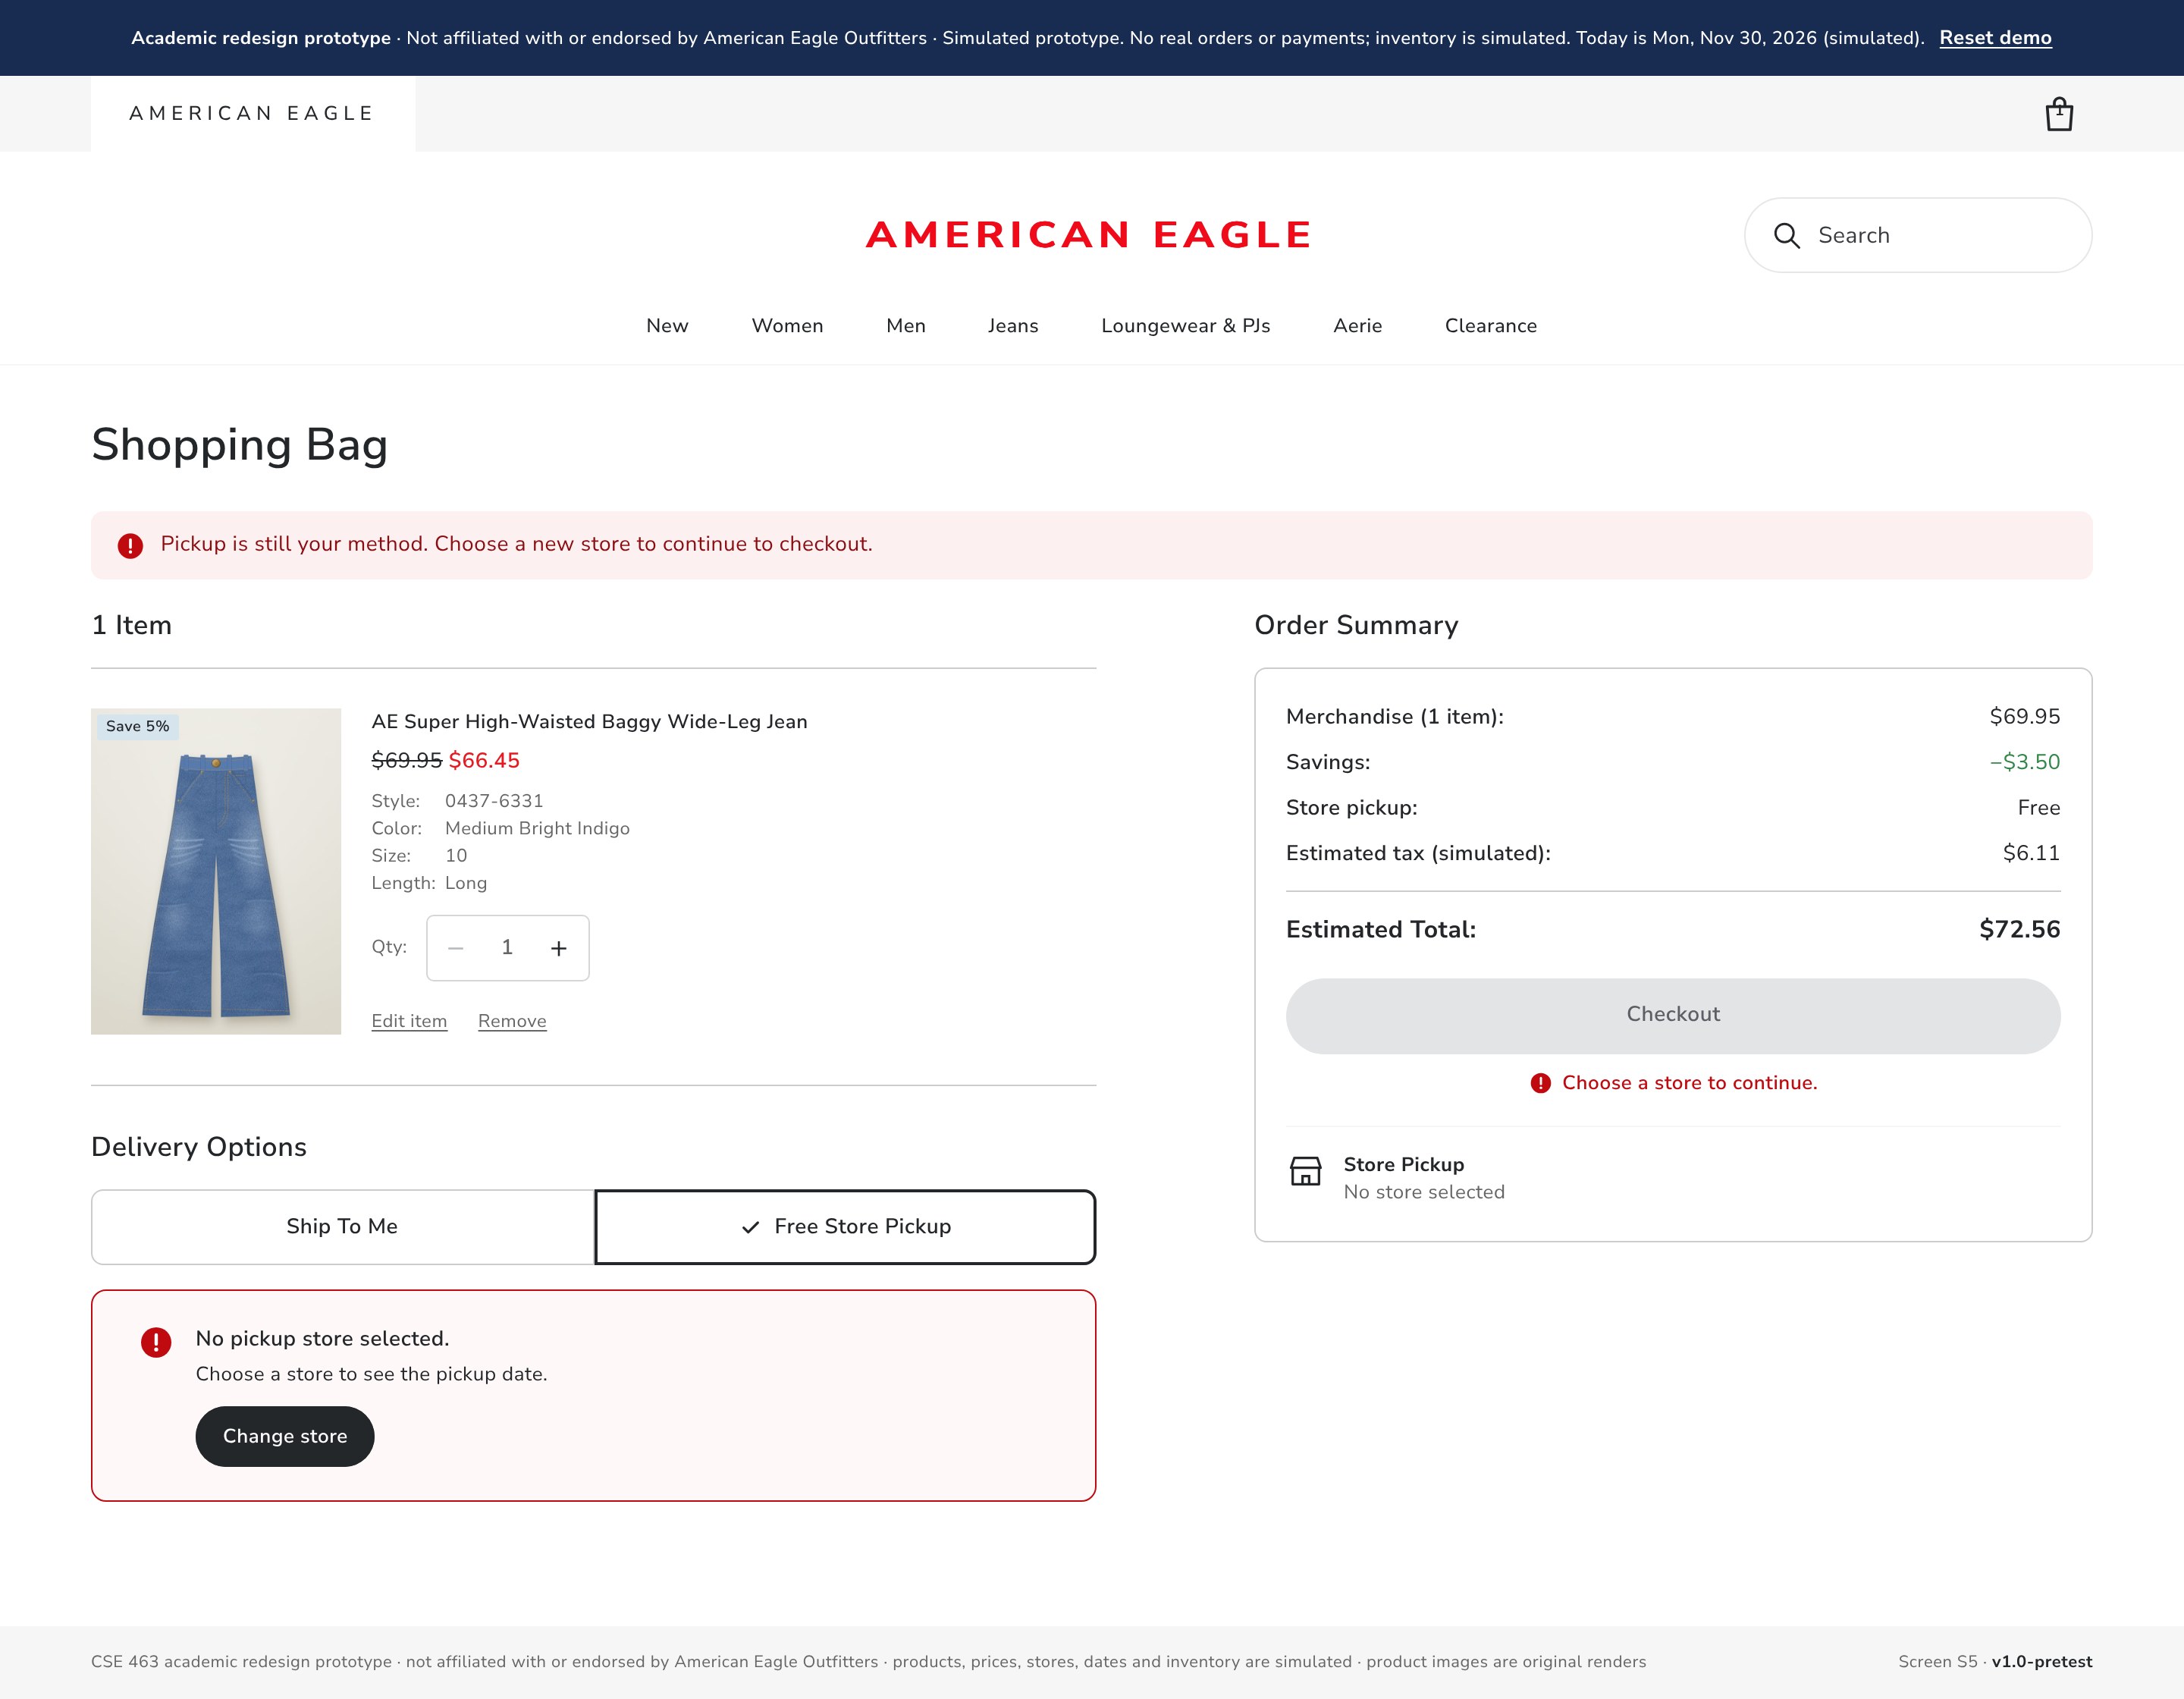 Academic redesign prototype · Not affiliated with or endorsed by American Eagle Outfitters · Simulated prototype. No real orders or payments; inventory is simulated. Today is Mon, Nov 30, 2026 (simulated). Reset demo
AMERICAN EAGLE
1
AMERICAN EAGLE
Search
New Women Men Jeans Loungewear & PJs Aerie Clearance
Shopping Bag
Pickup is still your method. Choose a new store to continue to checkout.
1 Item
Save 5%
AE Super High-Waisted Baggy Wide-Leg Jean
$69.95 $66.45
Style: 0437-6331
Color: Medium Bright Indigo
Size: 10
Length: Long
Qty: − 1 +
Edit item Remove
Delivery Options
Ship To Me
Free Store Pickup
No pickup store selected.
Choose a store to see the pickup date.
Change store
Order Summary
Merchandise (1 item): $69.95
Savings: −$3.50
Store pickup: Free
Estimated tax (simulated): $6.11
Estimated Total: $72.56
Checkout
Choose a store to continue.
Store Pickup
No store selected
CSE 463 academic redesign prototype · not affiliated with or endorsed by American Eagle Outfitters · products, prices, stores, dates and inventory are simulated · product images are original renders
Screen S5 · v1.0-pretest